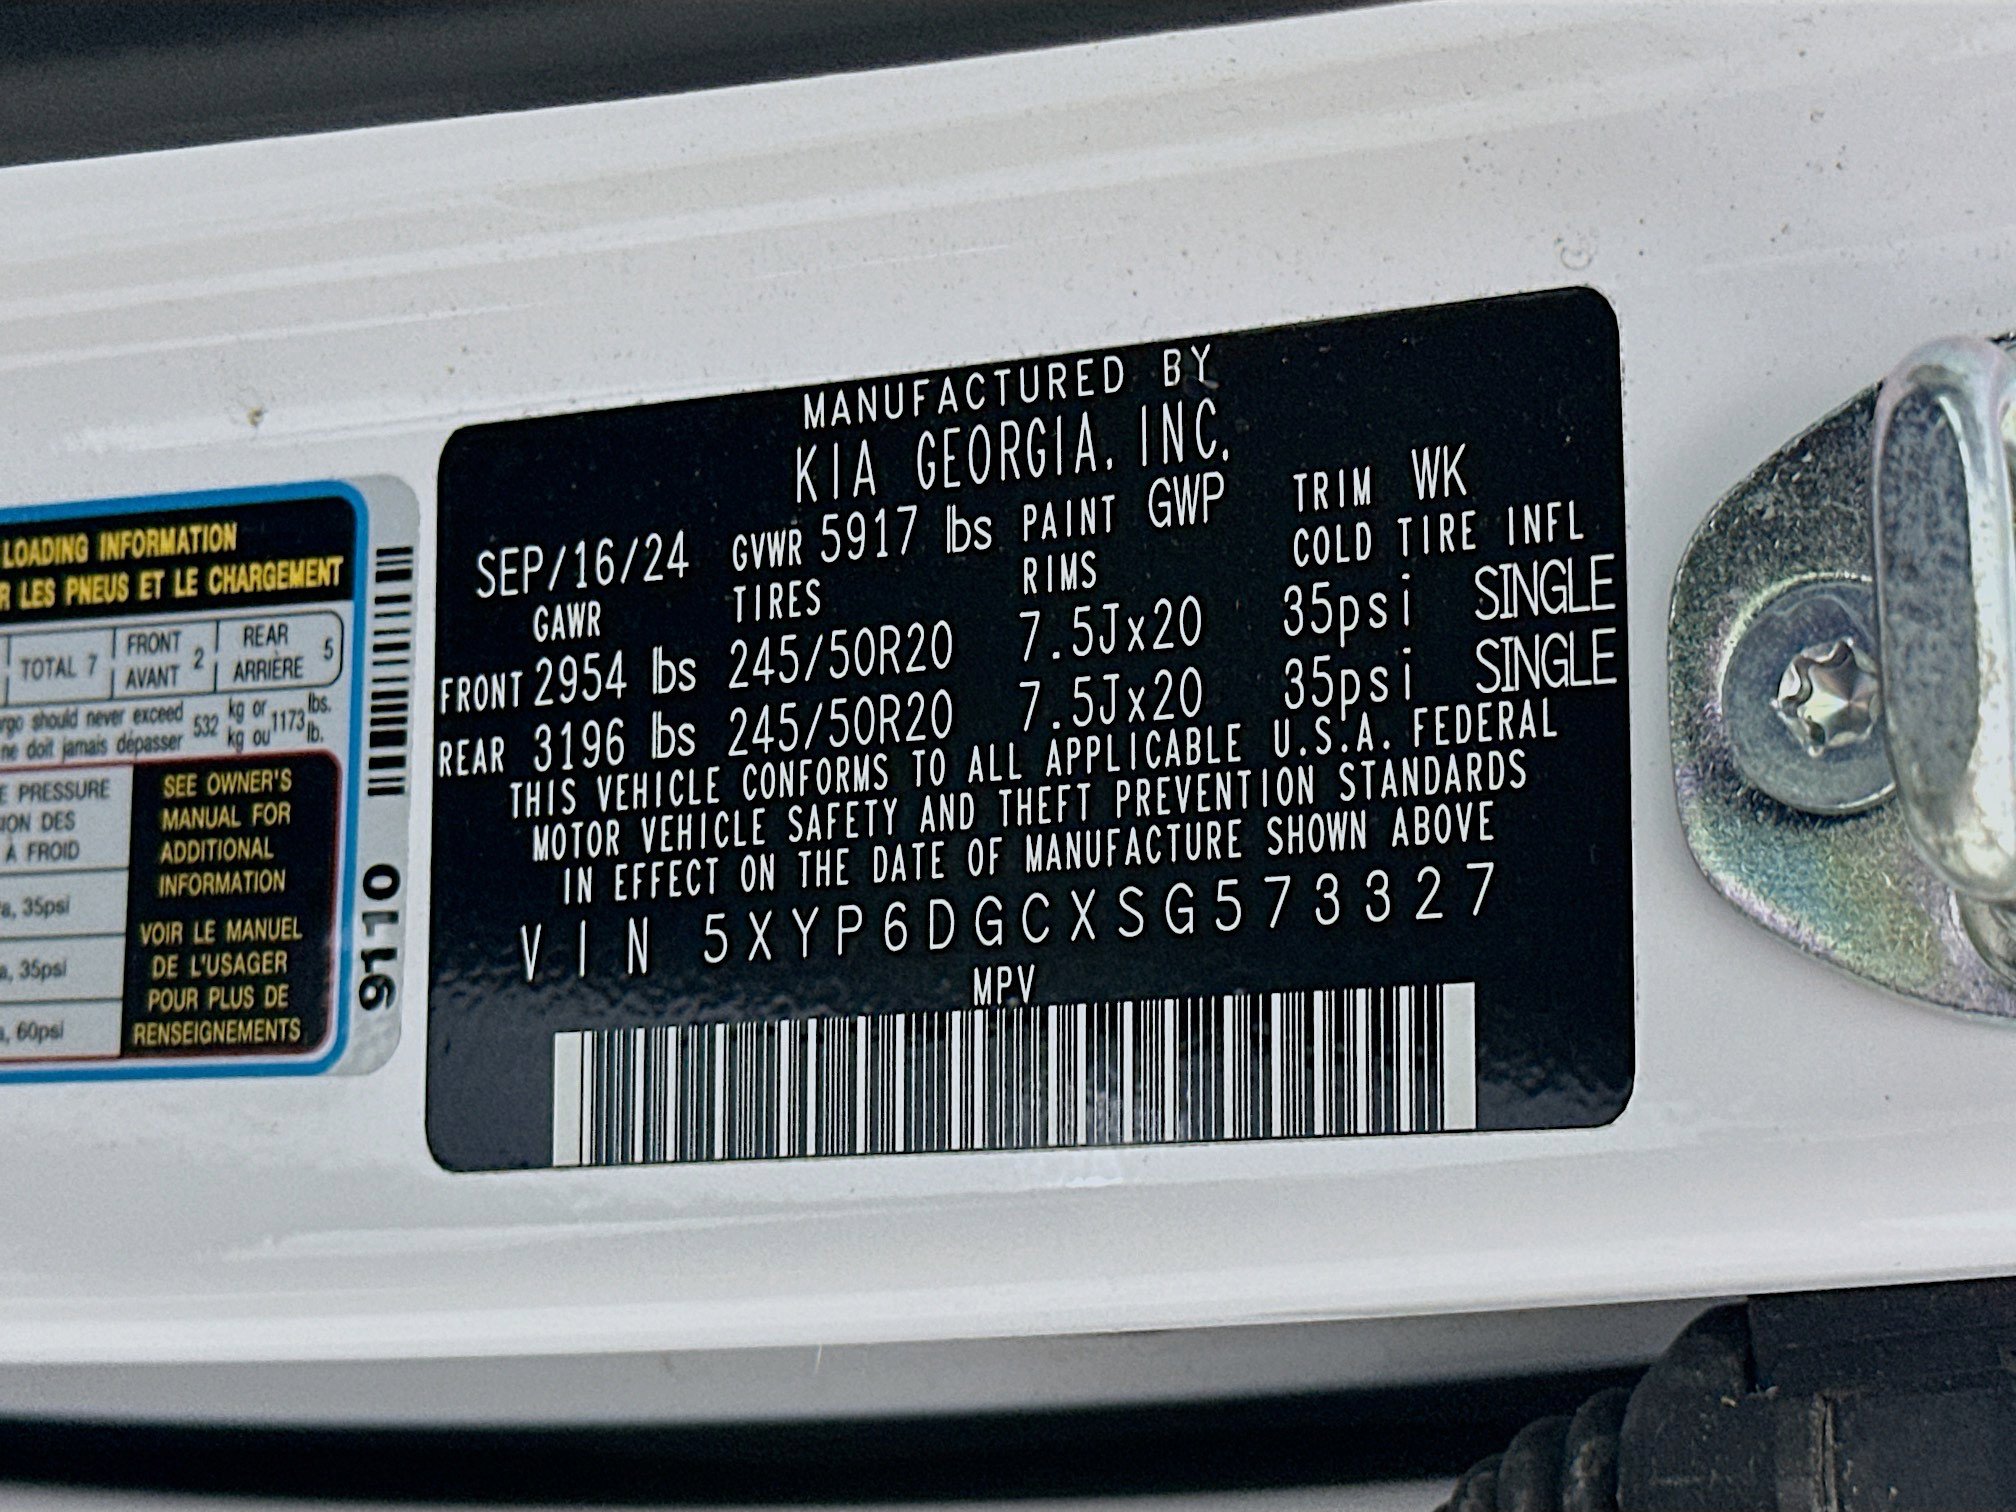 LOADING INFORMATION
R LES PNEUS ET LE CHARGEMENT
TOTAL 7
FRONT
AVANT 2
REAR
ARRIÈRE 5
should never exceed 532 kg or 1173 lbs.
ne doit jamais dépasser kg ou lb.
PRESSURE
ION DES
À FROID
35psi
35psi
60psi
SEE OWNER'S
MANUAL FOR
ADDITIONAL
INFORMATION
VOIR LE MANUEL
DE L'USAGER
POUR PLUS DE
RENSEIGNEMENTS
9110
MANUFACTURED BY
KIA GEORGIA, INC.
SEP/16/24 GVWR 5917 lbs PAINT GWP TRIM WK
GAWR TIRES RIMS COLD TIRE INFL
FRONT 2954 lbs 245/50R20 7.5Jx20 35psi SINGLE
REAR 3196 lbs 245/50R20 7.5Jx20 35psi SINGLE
THIS VEHICLE CONFORMS TO ALL APPLICABLE U.S.A. FEDERAL
MOTOR VEHICLE SAFETY AND THEFT PREVENTION STANDARDS
IN EFFECT ON THE DATE OF MANUFACTURE SHOWN ABOVE
VIN 5XYP6DGCXSG573327
MPV